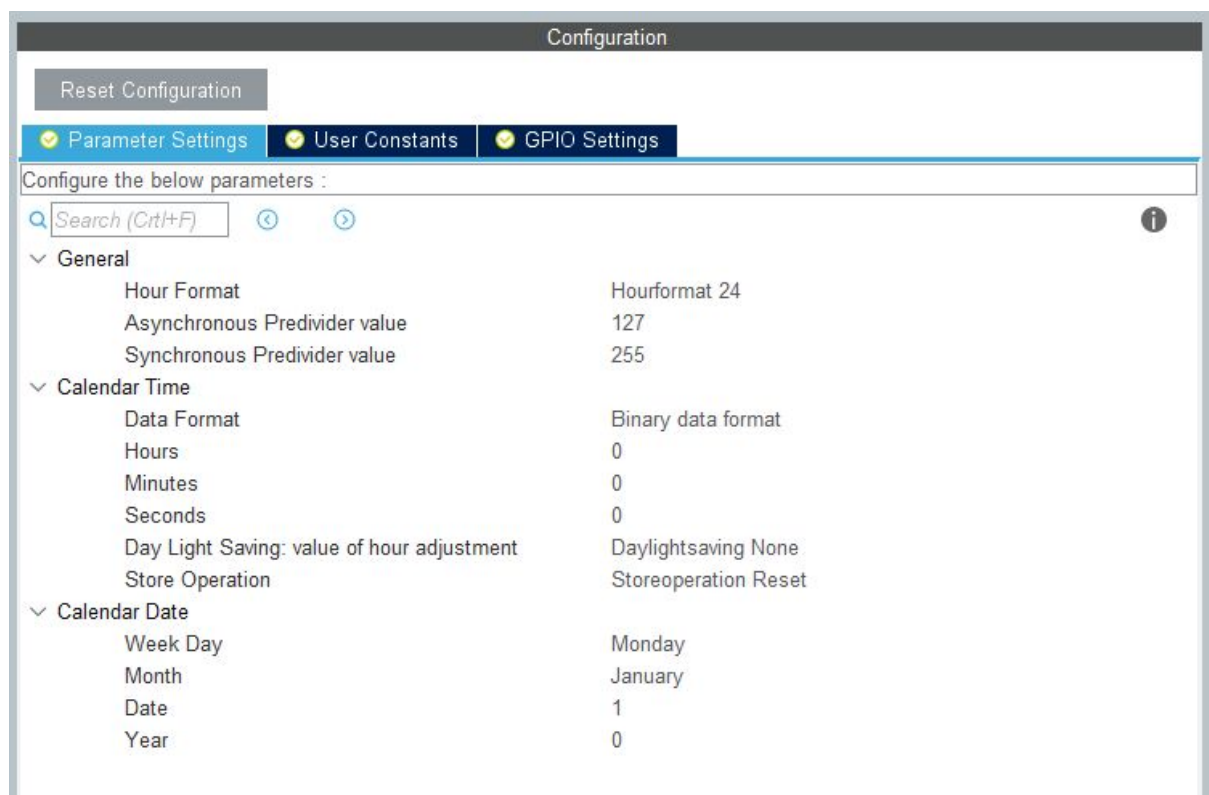 Configuration
Reset Configuration
Parameter Settings User Constants GPIO Settings
Configure the below parameters :
Search (Crtl+F)
General
Hour Format Hourformat 24
Asynchronous Predivider value 127
Synchronous Predivider value 255
Calendar Time
Data Format Binary data format
Hours 0
Minutes 0
Seconds 0
Day Light Saving: value of hour adjustment Daylightsaving None
Store Operation Storeoperation Reset
Calendar Date
Week Day Monday
Month January
Date 1
Year 0